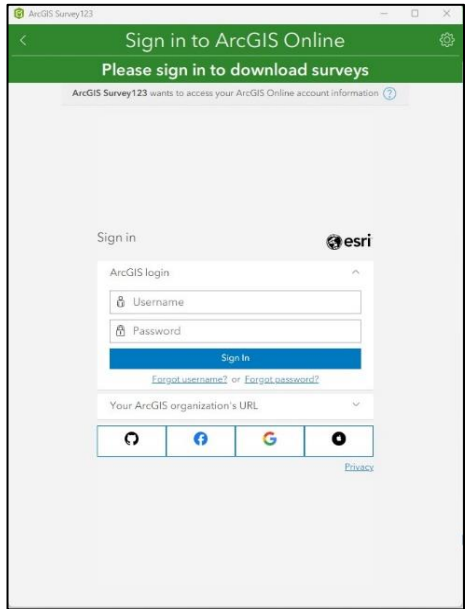 ArcGIS Survey123
Sign in to ArcGIS Online
Please sign in to download surveys
ArcGIS Survey123 wants to access your ArcGIS Online account information ?
Sign in
esri
ArcGIS login
Username
Password
Sign In
Forgot username? or Forgot password?
Your ArcGIS organization's URL
Privacy